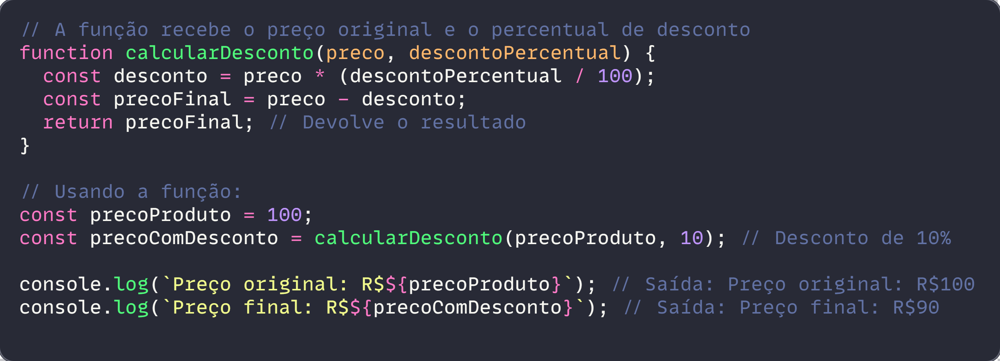 // A função recebe o preço original e o percentual de desconto
function calcularDesconto(preco, descontoPercentual) {
  const desconto = preco * (descontoPercentual / 100);
  const precoFinal = preco - desconto;
  return precoFinal; // Devolve o resultado
}

// Usando a função:
const precoProduto = 100;
const precoComDesconto = calcularDesconto(precoProduto, 10); // Desconto de 10%

console.log(`Preço original: R$${precoProduto}`); // Saída: Preço original: R$100
console.log(`Preço final: R$${precoComDesconto}`); // Saída: Preço final: R$90